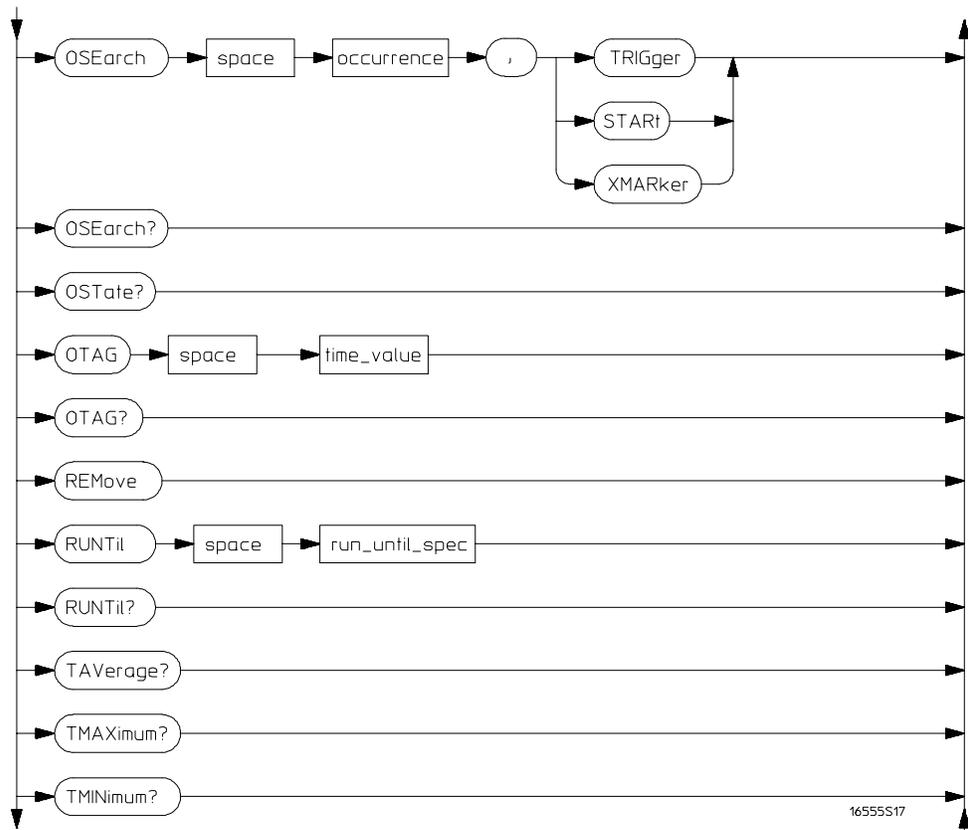 OSEarch space occurrence , TRIGger
STARt
XMARker
OSEarch?
OSTate?
OTAG space time_value
OTAG?
REMove
RUNTil space run_until_spec
RUNTil?
TAVerage?
TMAXimum?
TMINimum?
16555S17